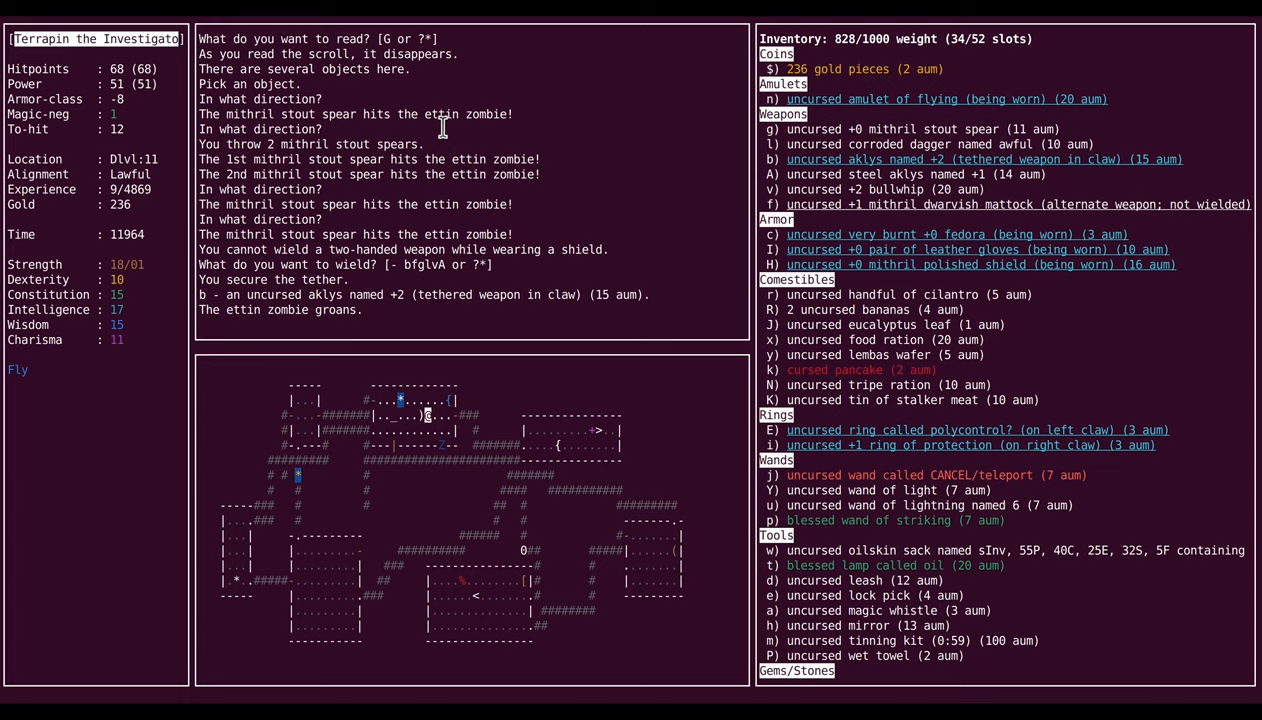 [Terrapin the Investigato]
Hitpoints : 68 (68)
Power : 51 (51)
Armor-class : -8
Magic-neg : 1
To-hit : 12
Location : Dlvl:11
Alignment : Lawful
Experience : 9/4869
Gold : 236
Time : 11964
Strength : 18/01
Dexterity : 10
Constitution : 15
Intelligence : 17
Wisdom : 15
Charisma : 11
Fly
What do you want to read? [G or ?*]
As you read the scroll, it disappears.
There are several objects here.
Pick an object.
In what direction?
The mithril stout spear hits the ettin zombie!
In what direction?
You throw 2 mithril stout spears.
The 1st mithril stout spear hits the ettin zombie!
The 2nd mithril stout spear hits the ettin zombie!
In what direction?
The mithril stout spear hits the ettin zombie!
In what direction?
The mithril stout spear hits the ettin zombie!
You cannot wield a two-handed weapon while wearing a shield.
What do you want to wield? [- bfglvA or ?*]
You secure the tether.
b - an uncursed aklys named +2 (tethered weapon in claw) (15 aum).
The ettin zombie groans.
Inventory: 828/1000 weight (34/52 slots)
Coins
$) 236 gold pieces (2 aum)
Amulets
n) uncursed amulet of flying (being worn) (20 aum)
Weapons
g) uncursed +0 mithril stout spear (11 aum)
l) uncursed corroded dagger named awful (10 aum)
b) uncursed aklys named +2 (tethered weapon in claw) (15 aum)
A) uncursed steel aklys named +1 (14 aum)
v) uncursed +2 bullwhip (20 aum)
f) uncursed +1 mithril dwarvish mattock (alternate weapon; not wielded)
Armor
c) uncursed very burnt +0 fedora (being worn) (3 aum)
I) uncursed +0 pair of leather gloves (being worn) (10 aum)
H) uncursed +0 mithril polished shield (being worn) (16 aum)
Comestibles
r) uncursed handful of cilantro (5 aum)
R) 2 uncursed bananas (4 aum)
J) uncursed eucalyptus leaf (1 aum)
x) uncursed food ration (20 aum)
y) uncursed lembas wafer (5 aum)
k) cursed pancake (2 aum)
N) uncursed tripe ration (10 aum)
K) uncursed tin of stalker meat (10 aum)
Rings
E) uncursed ring called polycontrol? (on left claw) (3 aum)
i) uncursed +1 ring of protection (on right claw) (3 aum)
Wands
j) uncursed wand called CANCEL/teleport (7 aum)
Y) uncursed wand of light (7 aum)
u) uncursed wand of lightning named 6 (7 aum)
p) blessed wand of striking (7 aum)
Tools
w) uncursed oilskin sack named sInv, 55P, 40C, 25E, 32S, 5F containing
t) blessed lamp called oil (20 aum)
d) uncursed leash (12 aum)
e) uncursed lock pick (4 aum)
a) uncursed magic whistle (3 aum)
h) uncursed mirror (13 aum)
m) uncursed tinning kit (0:59) (100 aum)
P) uncursed wet towel (2 aum)
Gems/Stones